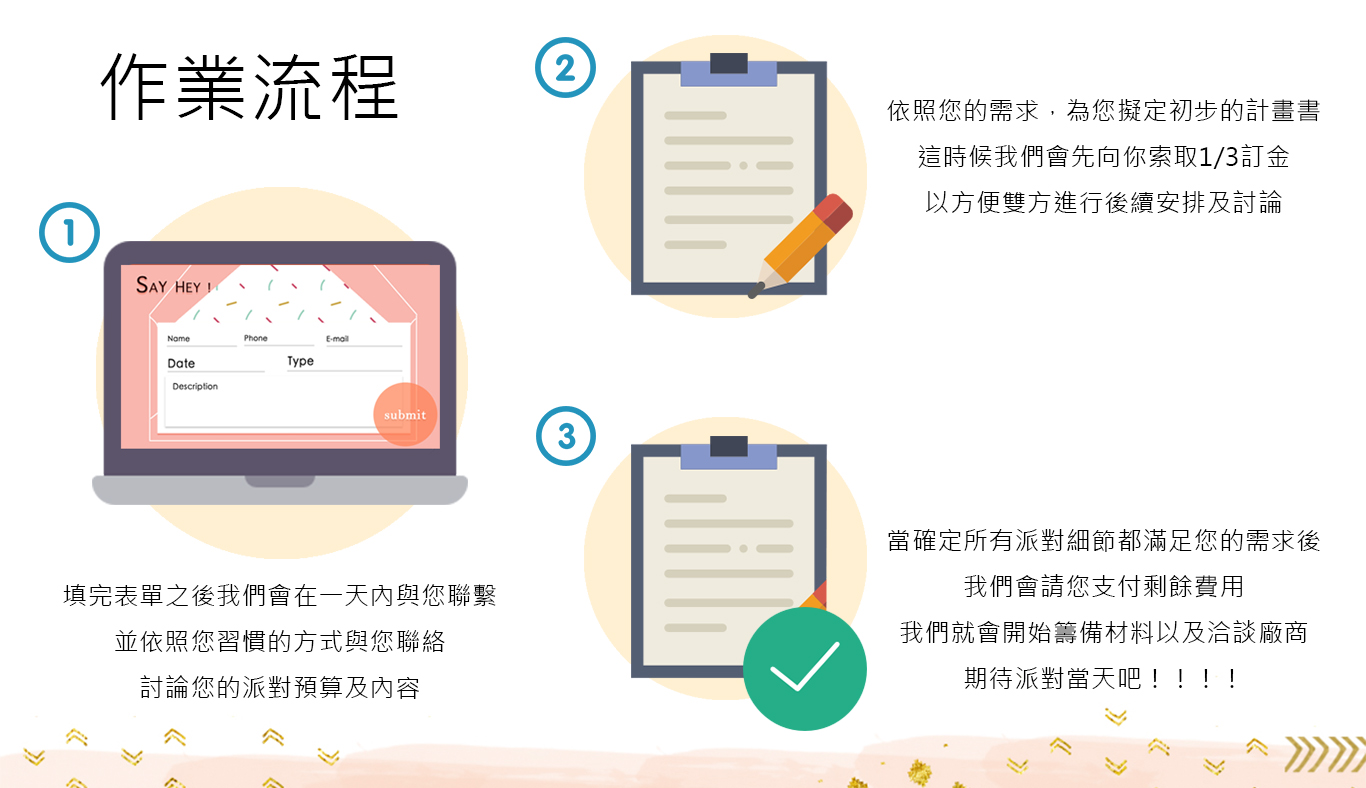 作業流程
1
SAY HEY !
Name Phone E-mail
Date Type
Description
submit
填完表單之後我們會在一天內與您聯繫
並依照您習慣的方式與您聯絡
討論您的派對預算及內容
2
依照您的需求，為您擬定初步的計畫書
這時候我們會先向你索取1/3訂金
以方便雙方進行後續安排及討論
3
當確定所有派對細節都滿足您的需求後
我們會請您支付剩餘費用
我們就會開始籌備材料以及洽談廠商
期待派對當天吧！！！！